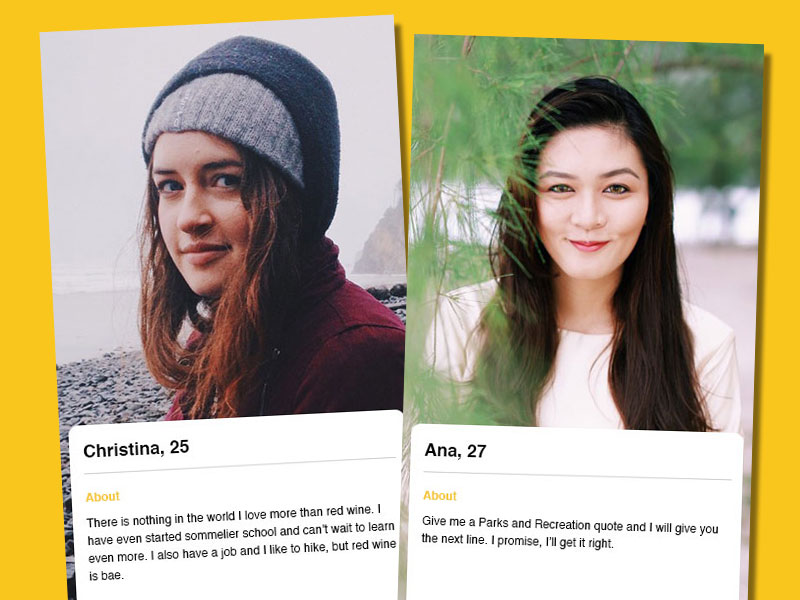 Christina, 25
About
There is nothing in the world I love more than red wine. I
have even started sommelier school and can't wait to learn
even more. I also have a job and I like to hike, but red wine
is bae.
Ana, 27
About
Give me a Parks and Recreation quote and I will give you
the next line. I promise, I'll get it right.